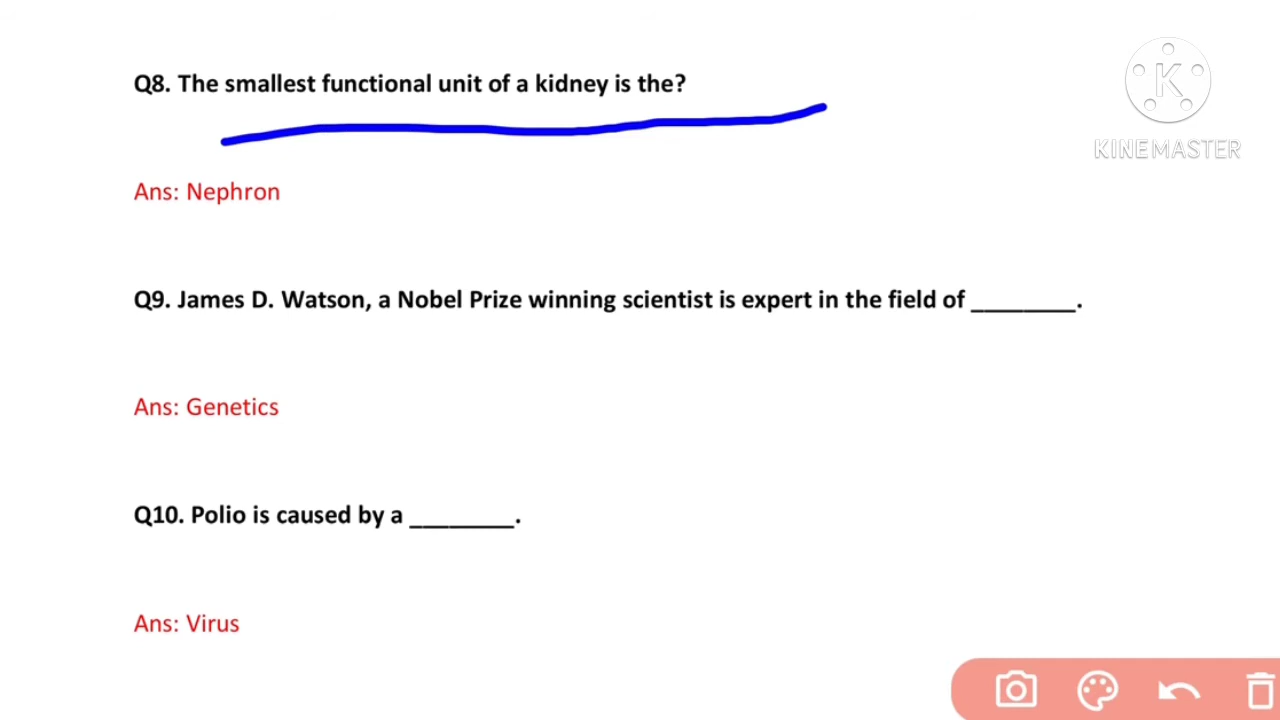 Q8. The smallest functional unit of a kidney is the?
K
KINEMASTER
Ans: Nephron
Q9. James D. Watson, a Nobel Prize winning scientist is expert in the field of ________.
Ans: Genetics
Q10. Polio is caused by a ________.
Ans: Virus